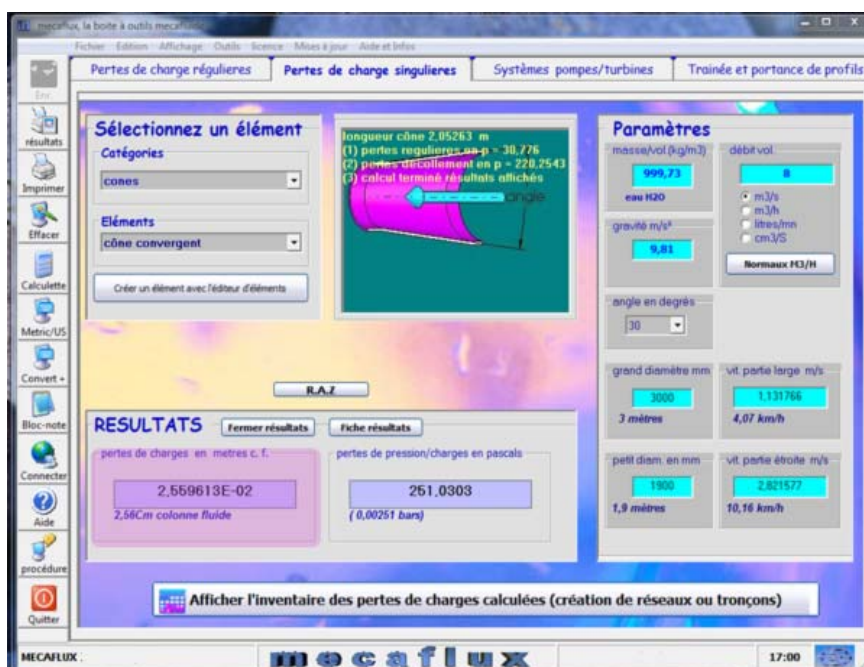 mecaflux, la boite à outils mecafluide
Fichier Edition Affichage Outils licence Mises à jour Aide et Infos
Pertes de charge régulieres
Pertes de charge singulieres
Systèmes pompes/turbines
Trainée et portance de profils
Enr.
résultats
Imprimer
Effacer
Calculette
Metric/US
Convert +
Bloc-note
Connecter
Aide
procédure
Quitter
Sélectionnez un élément
Catégories
cones
Eléments
cône convergent
Créer un élément avec l'éditeur d'éléments
longueur cône 2,05263 m
(1) pertes regulieres en p = 30,776
(2) pertes décollement en p = 220,2543
(3) calcul terminé résultats affichés
angle
R.A.Z
RESULTATS
Fermer résultats
Fiche résultats
pertes de charges en metres c. f.
2,559613E-02
2,56Cm colonne fluide
pertes de pression/charges en pascals
251,0303
( 0,00251 bars)
Paramètres
masse/vol.(kg/m3)
999,73
eau H2O
débit vol.
8
m3/s
m3/h
litres/mn
cm3/S
Normaux M3/H
gravité m/s²
9,81
angle en degrés
30
grand diamètre mm
3000
3 mètres
vit. partie large m/s
1,131766
4,07 km/h
petit diam. en mm
1900
1,9 mètres
vit. partie étroite m/s
2,821577
10,16 km/h
Afficher l'inventaire des pertes de charges calculées (création de réseaux ou tronçons)
MECAFLUX
mecaflux
17:00